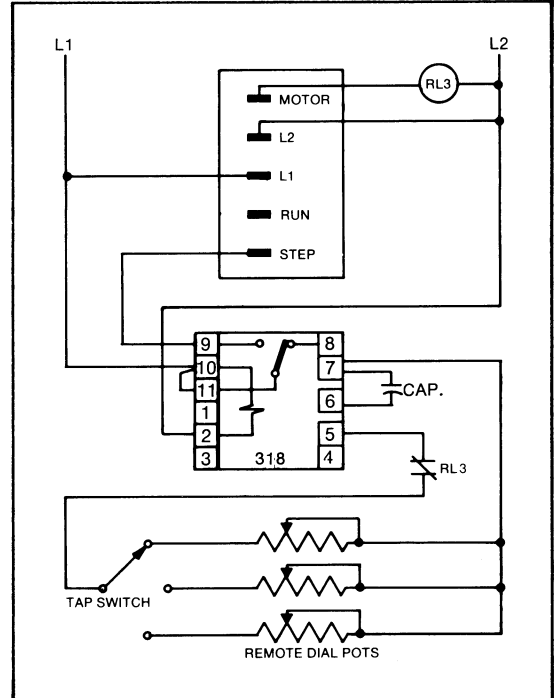 L1
L2
RL3
MOTOR
L2
L1
RUN
STEP
9
8
10
7
11
CAP.
1
6
2
5
3
318
4
RL3
TAP SWITCH
REMOTE DIAL POTS